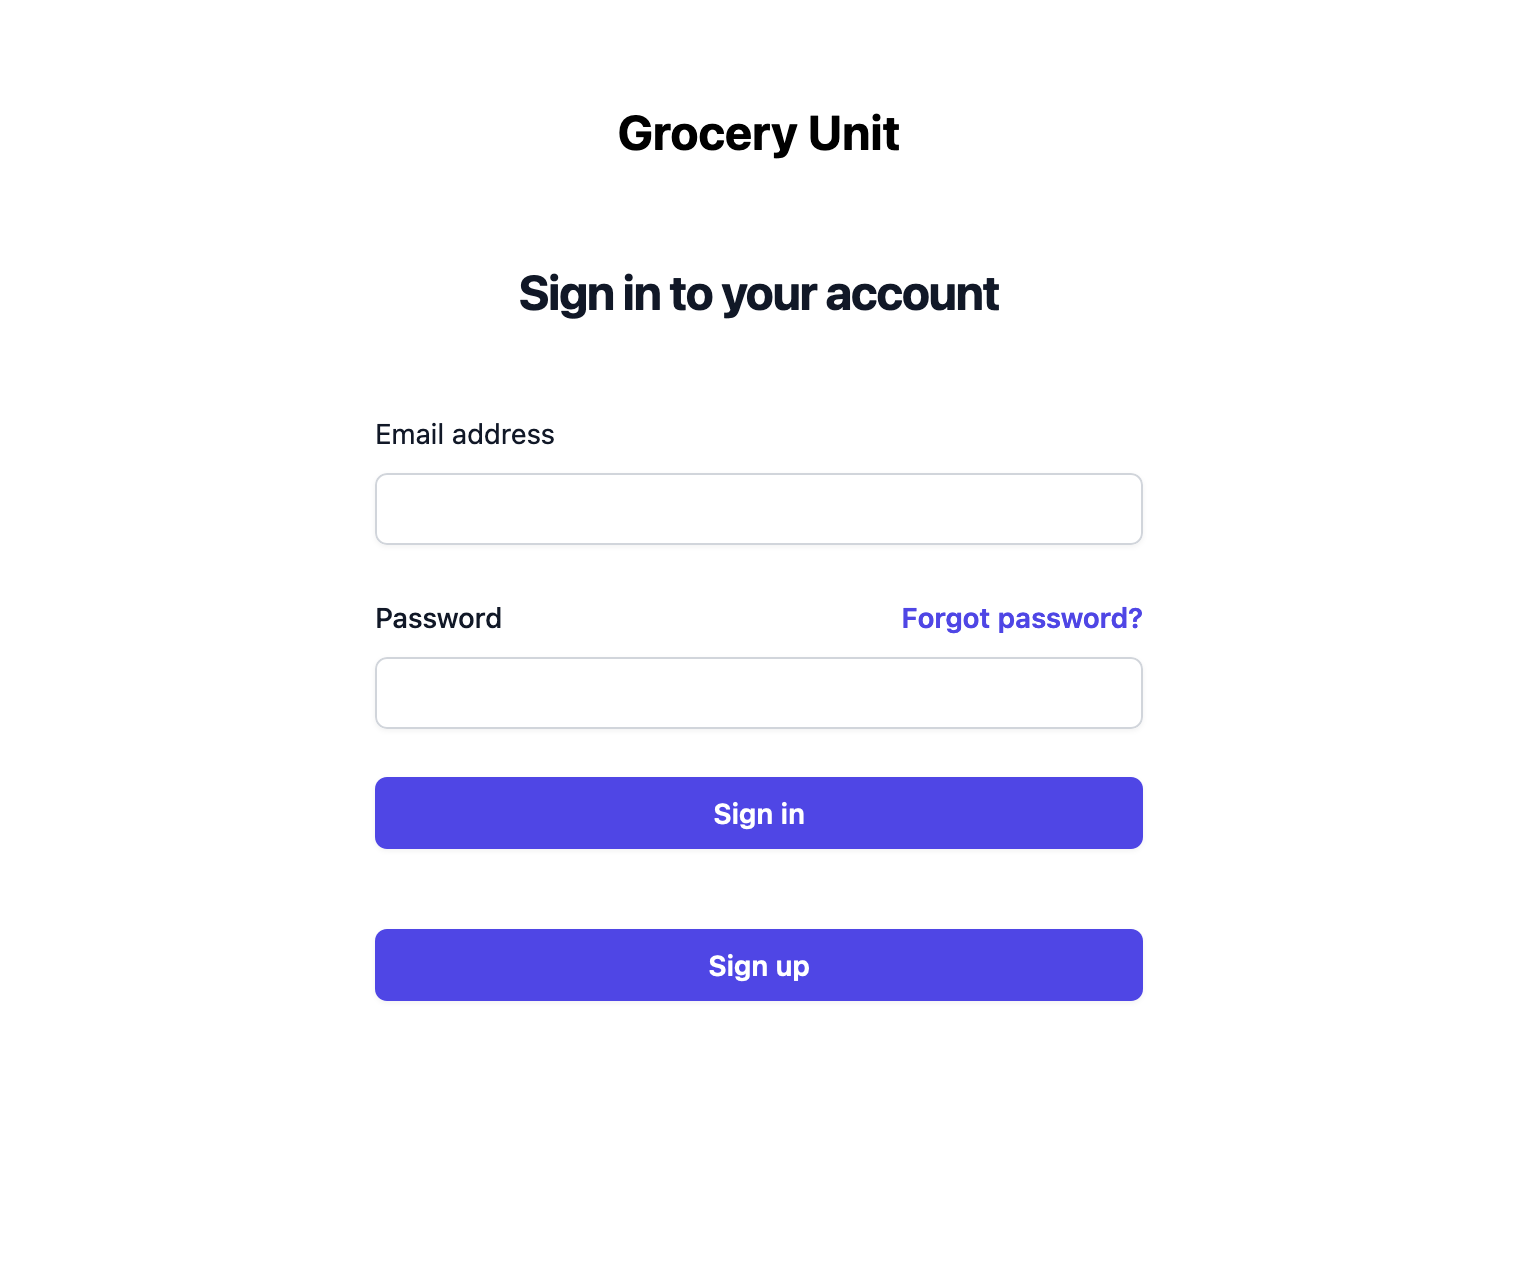 Grocery Unit
Sign in to your account
Email address
Password
Forgot password?
Sign in
Sign up